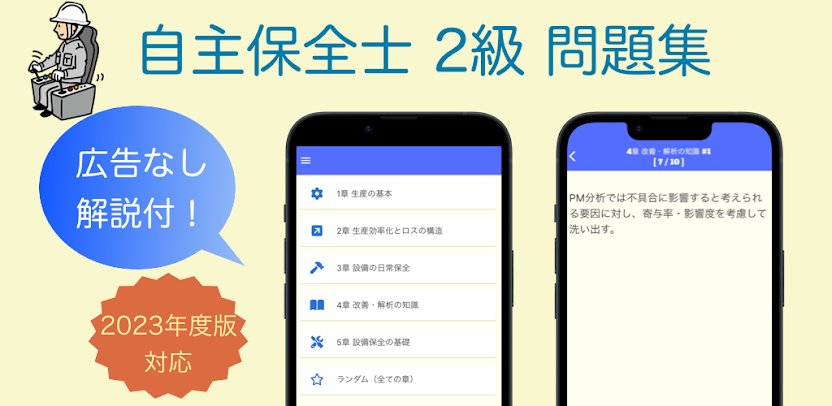 自主保全士 2級 問題集
広告なし
解説付！
2023年度版
対応
1章 生産の基本
2章 生産効率化とロスの構造
3章 設備の日常保全
4章 改善・解析の知識
5章 設備保全の基礎
ランダム（全ての章）
4章 改善・解析の知識 #1
[ 7 / 10 ]
PM分析では不具合に影響すると考えられ
る要因に対し、寄与率・影響度を考慮して
洗い出す。